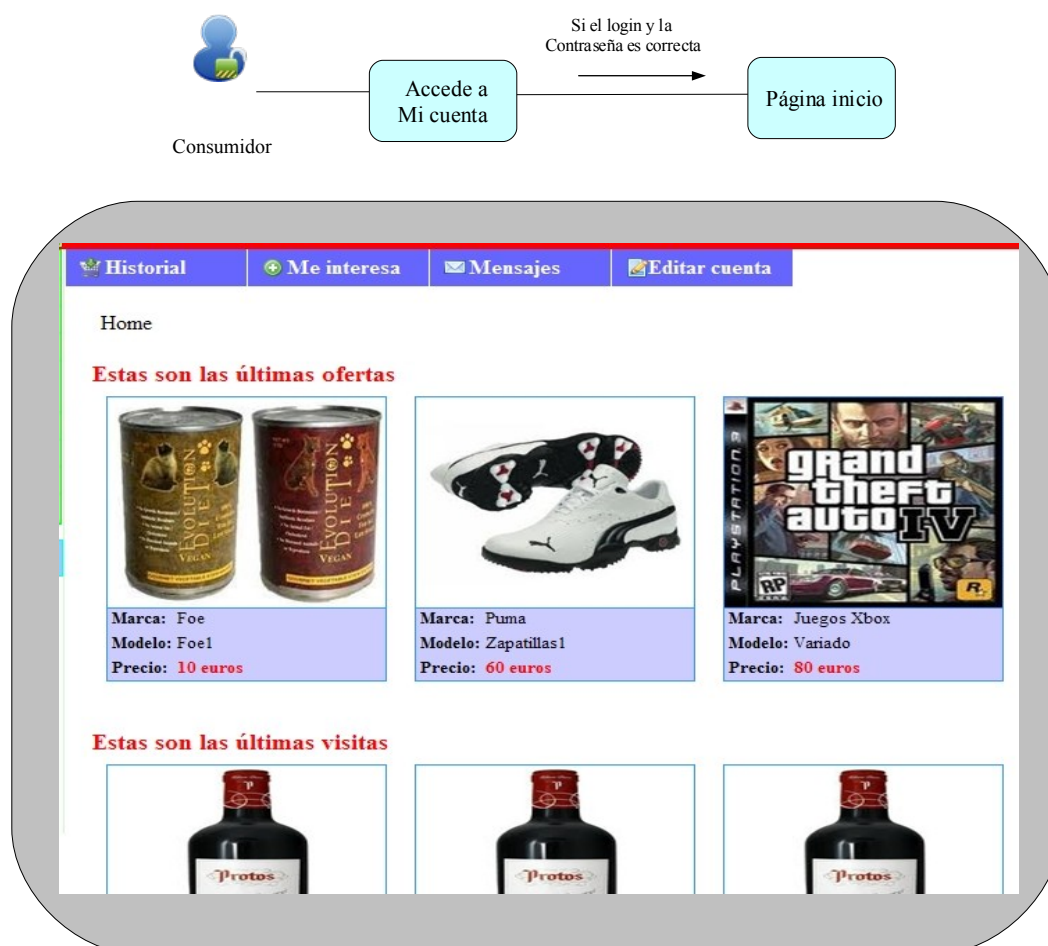 Si el login y la
Contraseña es correcta
Accede a
Mi cuenta
Página inicio
Consumidor
Historial
Me interesa
Mensajes
Editar cuenta
Home
Estas son las últimas ofertas
EVOLUTION
DIET
VEGAN
EVOLUTION
DIET
VEGAN
PLAYSTATION 3
grand
theft
auto IV
RP
R
Marca: Foe
Modelo: Foe1
Precio: 10 euros
Marca: Puma
Modelo: Zapatillas1
Precio: 60 euros
Marca: Juegos Xbox
Modelo: Variado
Precio: 80 euros
Estas son las últimas visitas
P
Protos
P
Protos
P
Protos